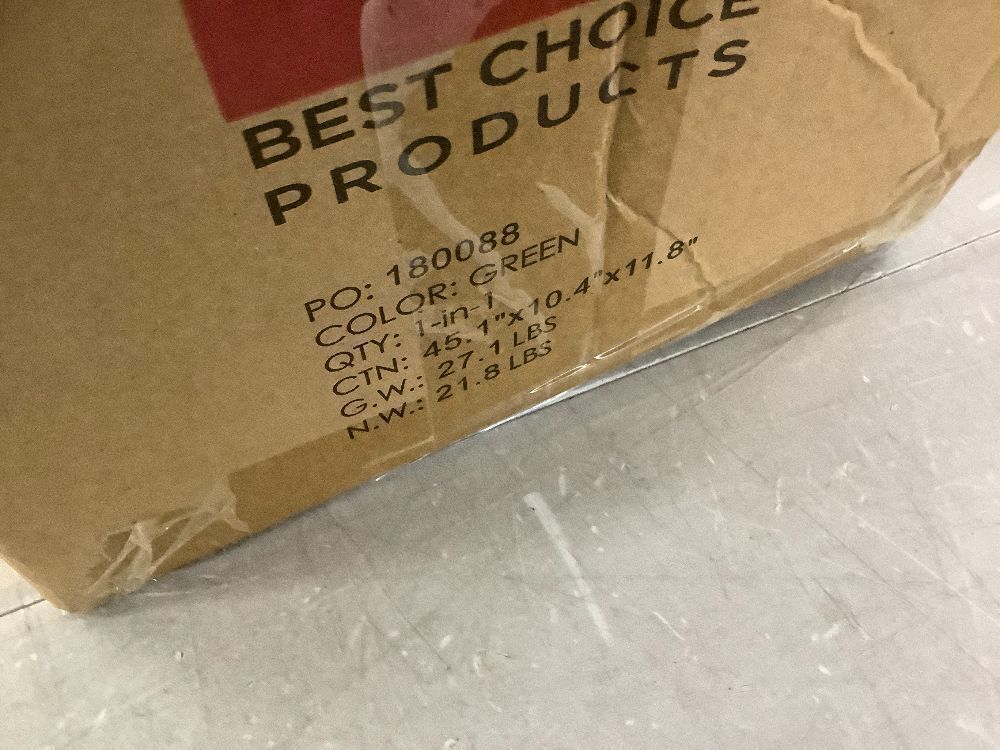 BEST CHOICE
PRODUCTS
PO: 180088
COLOR: GREEN
QTY: 1-in-1
CTN: 45.1"x10.4"x11.8"
G.W.: 27.1 LBS
N.W.: 21.8 LBS